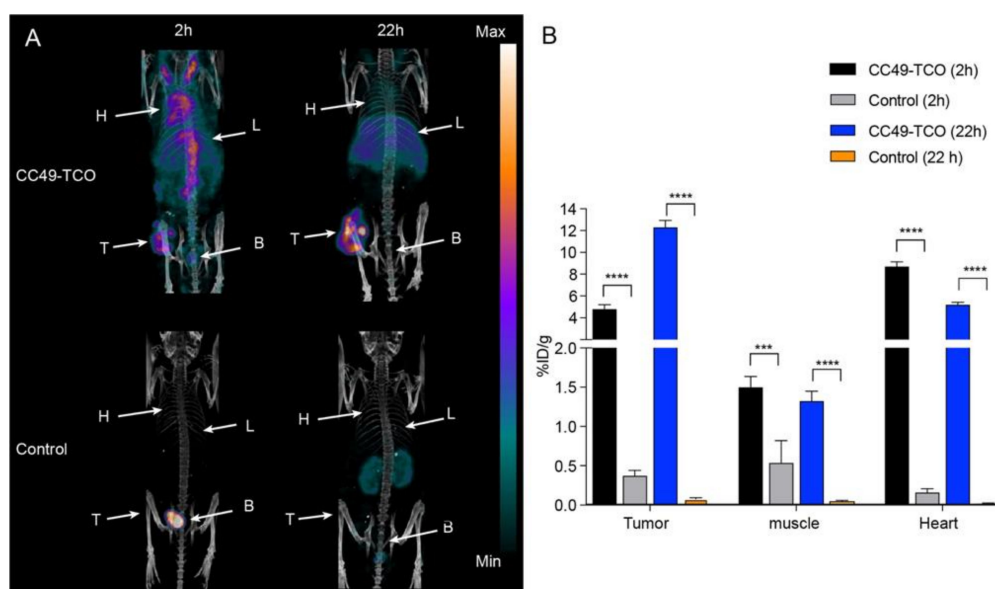 A
2h
22h
Max
H
L
H
L
CC49-TCO
T
B
T
B
H
L
H
L
Control
T
B
T
B
Min
B
CC49-TCO (2h)
Control (2h)
CC49-TCO (22h)
Control (22 h)
%ID/g
14
12
10
8
6
4
2
2.0
1.5
1.0
0.5
0.0
****
****
***
****
****
****
Tumor
muscle
Heart